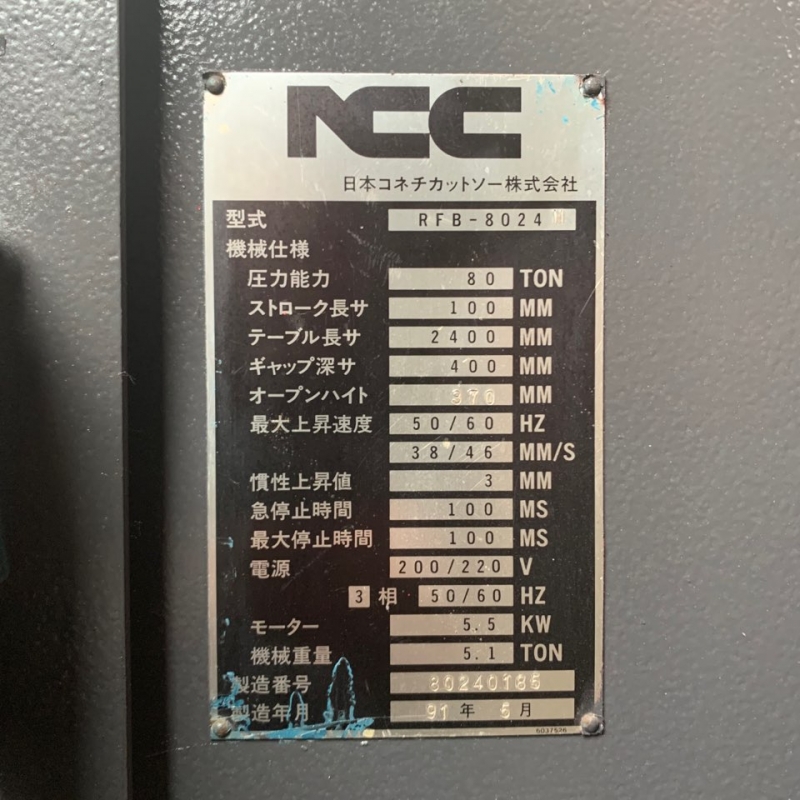 NCC
日本コネチカットソー株式会社
型式 RFB-8024
機械仕様
圧力能力 80 TON
ストローク長サ 100 MM
テーブル長サ 2400 MM
ギャップ深サ 400 MM
オープンハイト 370 MM
最大上昇速度 50/60 HZ
38/46 MM/S
慣性上昇値 3 MM
急停止時間 100 MS
最大停止時間 100 MS
電源 200/220 V
3 相 50/60 HZ
モーター 5.5 KW
機械重量 5.1 TON
製造番号 80240186
製造年月 91 年 5 月